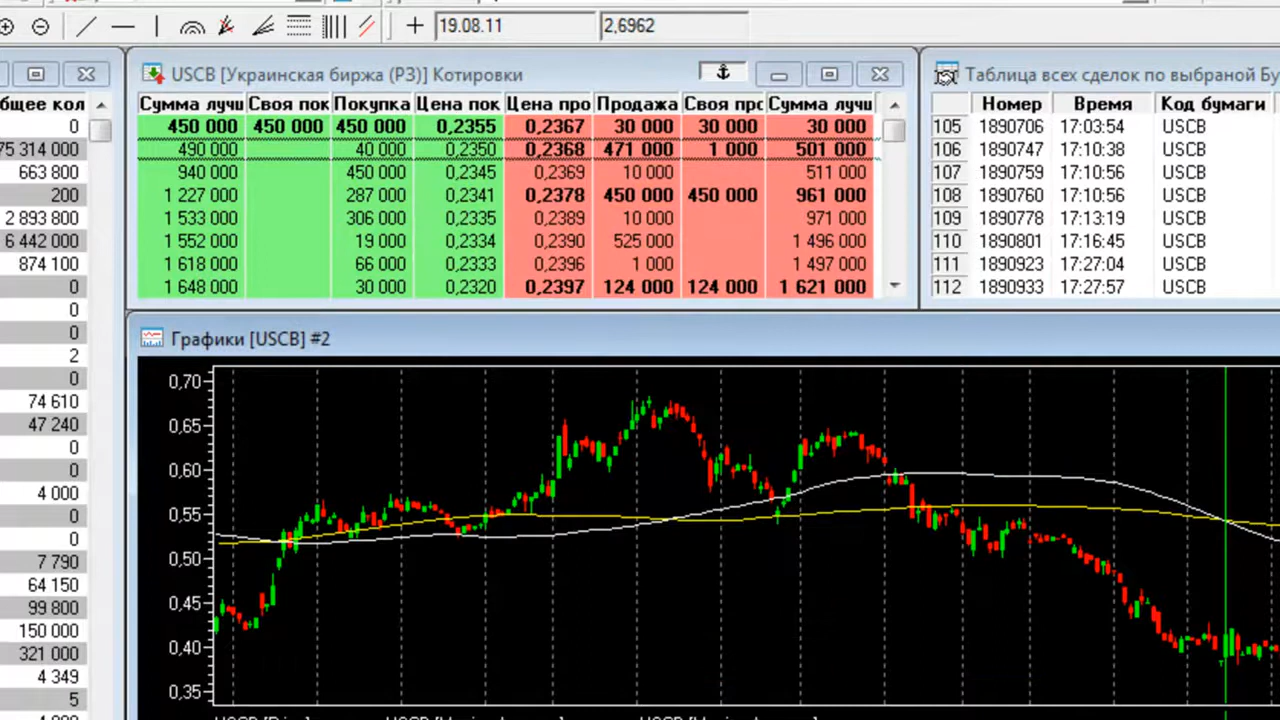 19.08.11 2,6962
USCB [Украинская биржа (РЗ)] Котировки
Таблица всех сделок по выбраной Бу
бщее кол
Сумма лучш Своя пок Покупка Цена пок Цена про Продажа Своя прс Сумма лучш
Номер Время Код бумаги
0
450 000 450 000 450 000 0,2355 0,2367 30 000 30 000 30 000
105 1890706 17:03:54 USCB
75 314 000
490 000 40 000 0,2350 0,2368 471 000 1 000 501 000
106 1890747 17:10:38 USCB
663 800
940 000 450 000 0,2345 0,2369 10 000 511 000
107 1890759 17:10:56 USCB
200
1 227 000 287 000 0,2341 0,2378 450 000 450 000 961 000
108 1890760 17:10:56 USCB
2 893 800
1 533 000 306 000 0,2335 0,2389 10 000 971 000
109 1890778 17:13:19 USCB
6 442 000
1 552 000 19 000 0,2334 0,2390 525 000 1 496 000
110 1890801 17:16:45 USCB
874 100
1 618 000 66 000 0,2333 0,2396 1 000 1 497 000
111 1890923 17:27:04 USCB
0
1 648 000 30 000 0,2320 0,2397 124 000 124 000 1 621 000
112 1890933 17:27:57 USCB
0
0
2
0
74 610
47 240
0
0
4 000
0
0
7 790
64 150
99 800
150 000
321 000
4 349
5
Графики [USCB] #2
0,70
0,65
0,60
0,55
0,50
0,45
0,40
0,35